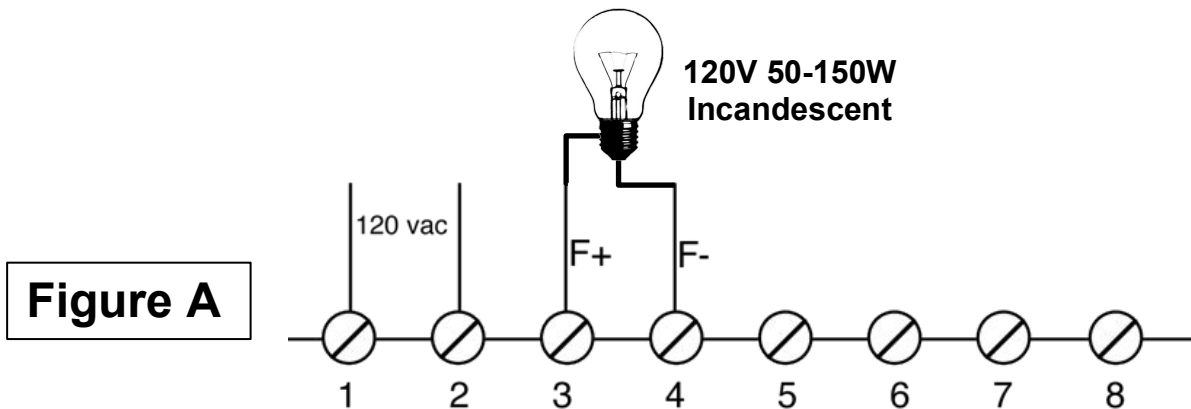 120V 50-150W
Incandescent
120 vac
F+ F-
Figure A
1 2 3 4 5 6 7 8